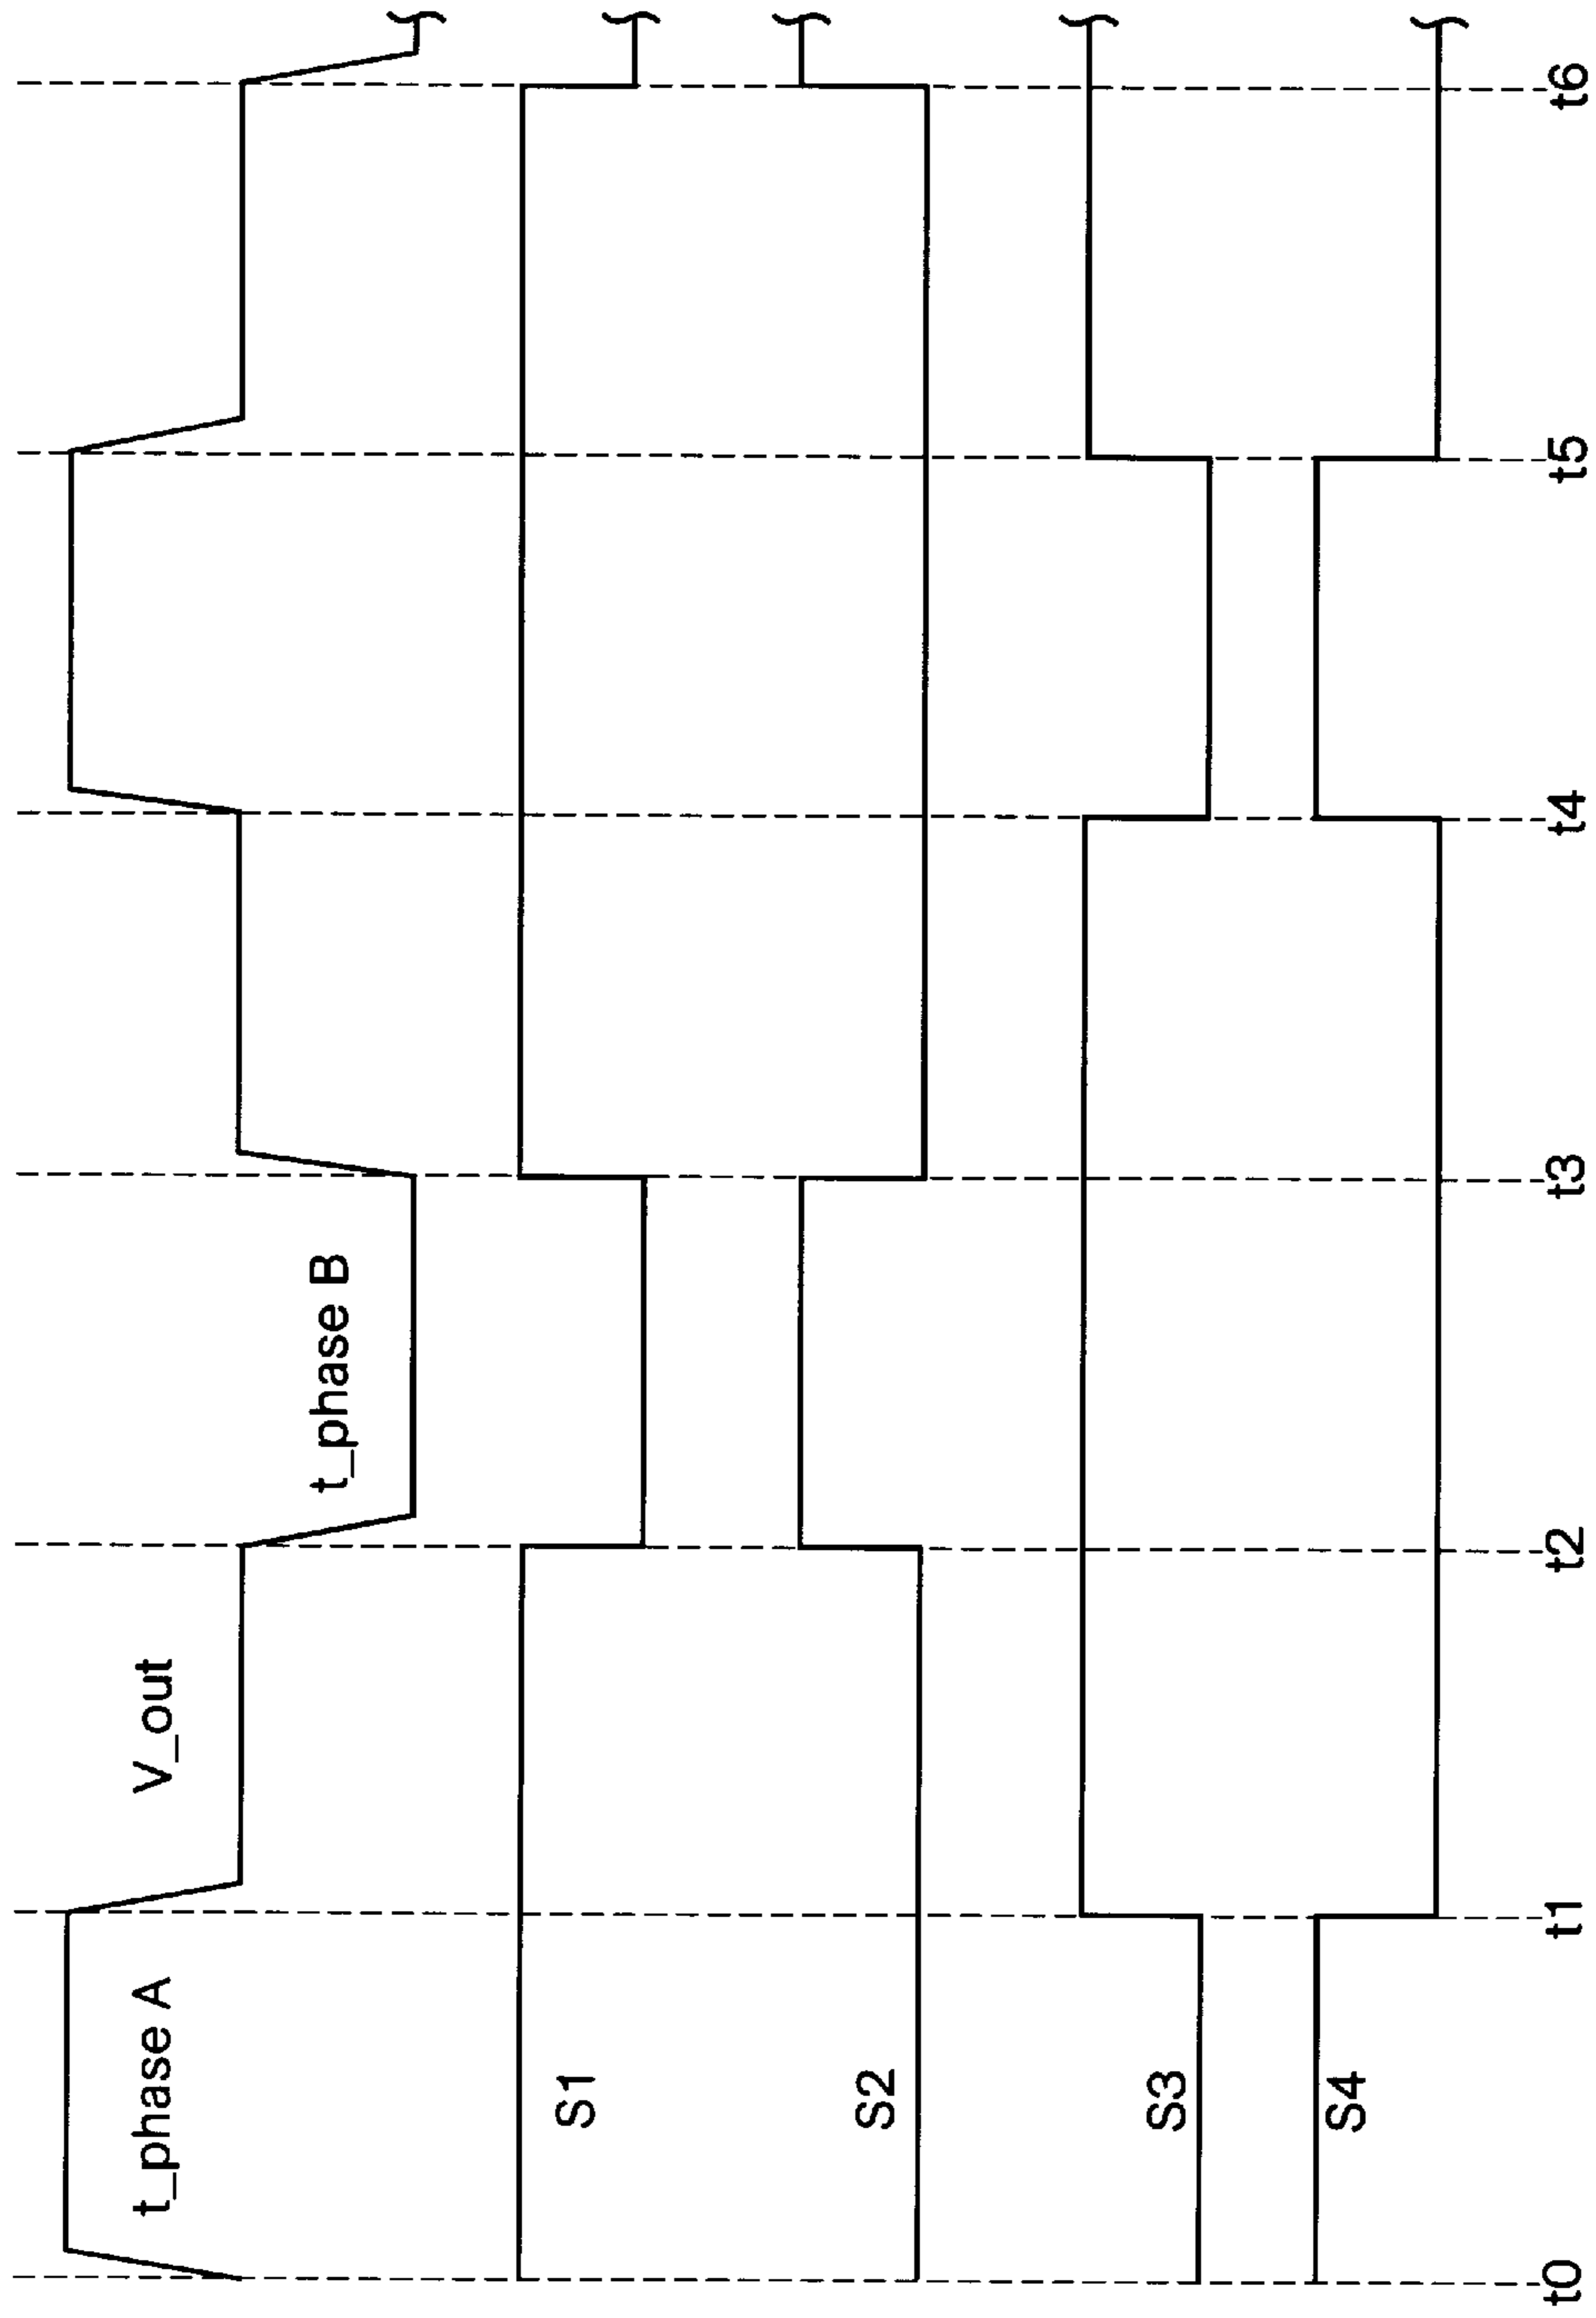 t_phase A
V_out
t_phase B
S1
S2
S3
S4
t0
t1
t2
t3
t4
t5
t6